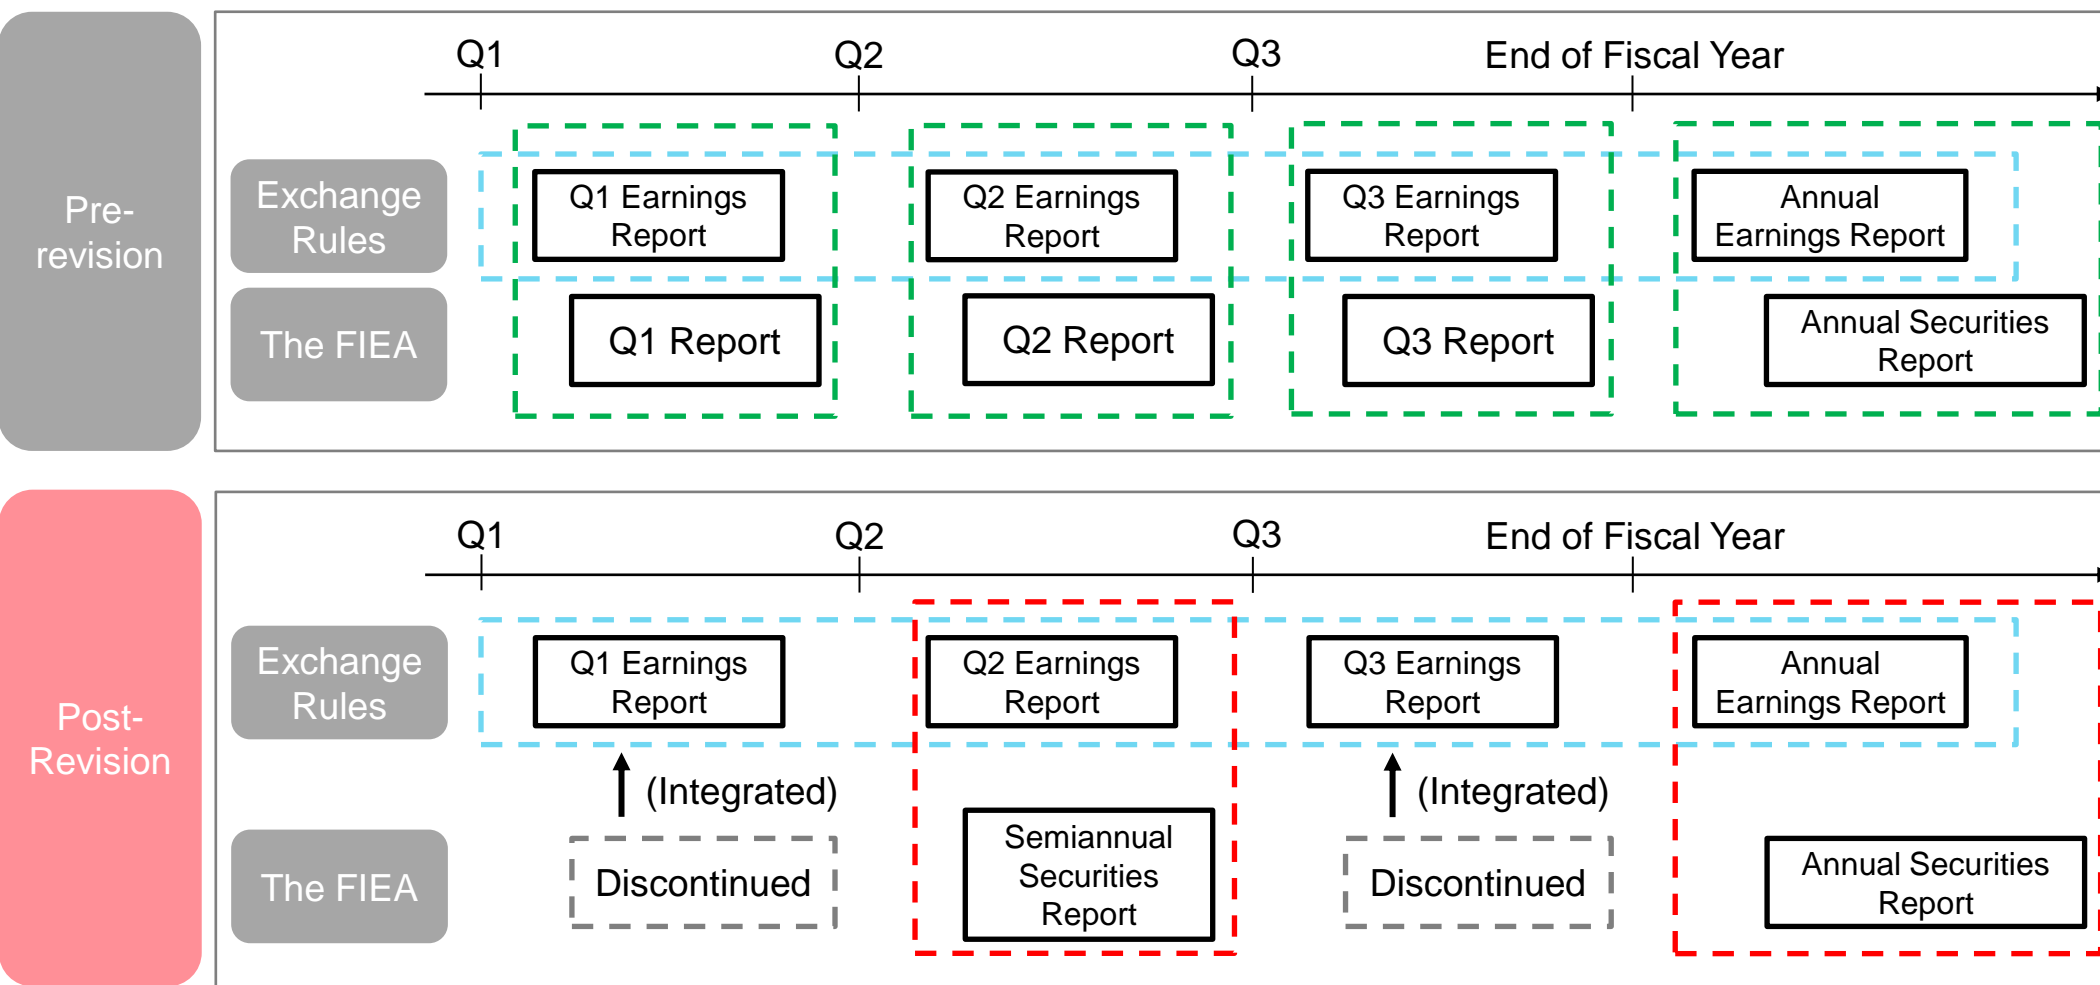 Q1
Q2
Q3
End of Fiscal Year
Pre-
revision
Exchange
Rules
Q1 Earnings
Report
Q2 Earnings
Report
Q3 Earnings
Report
Annual
Earnings Report
The FIEA
Q1 Report
Q2 Report
Q3 Report
Annual Securities
Report
Q1
Q2
Q3
End of Fiscal Year
Post-
Revision
Exchange
Rules
Q1 Earnings
Report
Q2 Earnings
Report
Q3 Earnings
Report
Annual
Earnings Report
(Integrated)
(Integrated)
The FIEA
Discontinued
Semiannual
Securities
Report
Discontinued
Annual Securities
Report